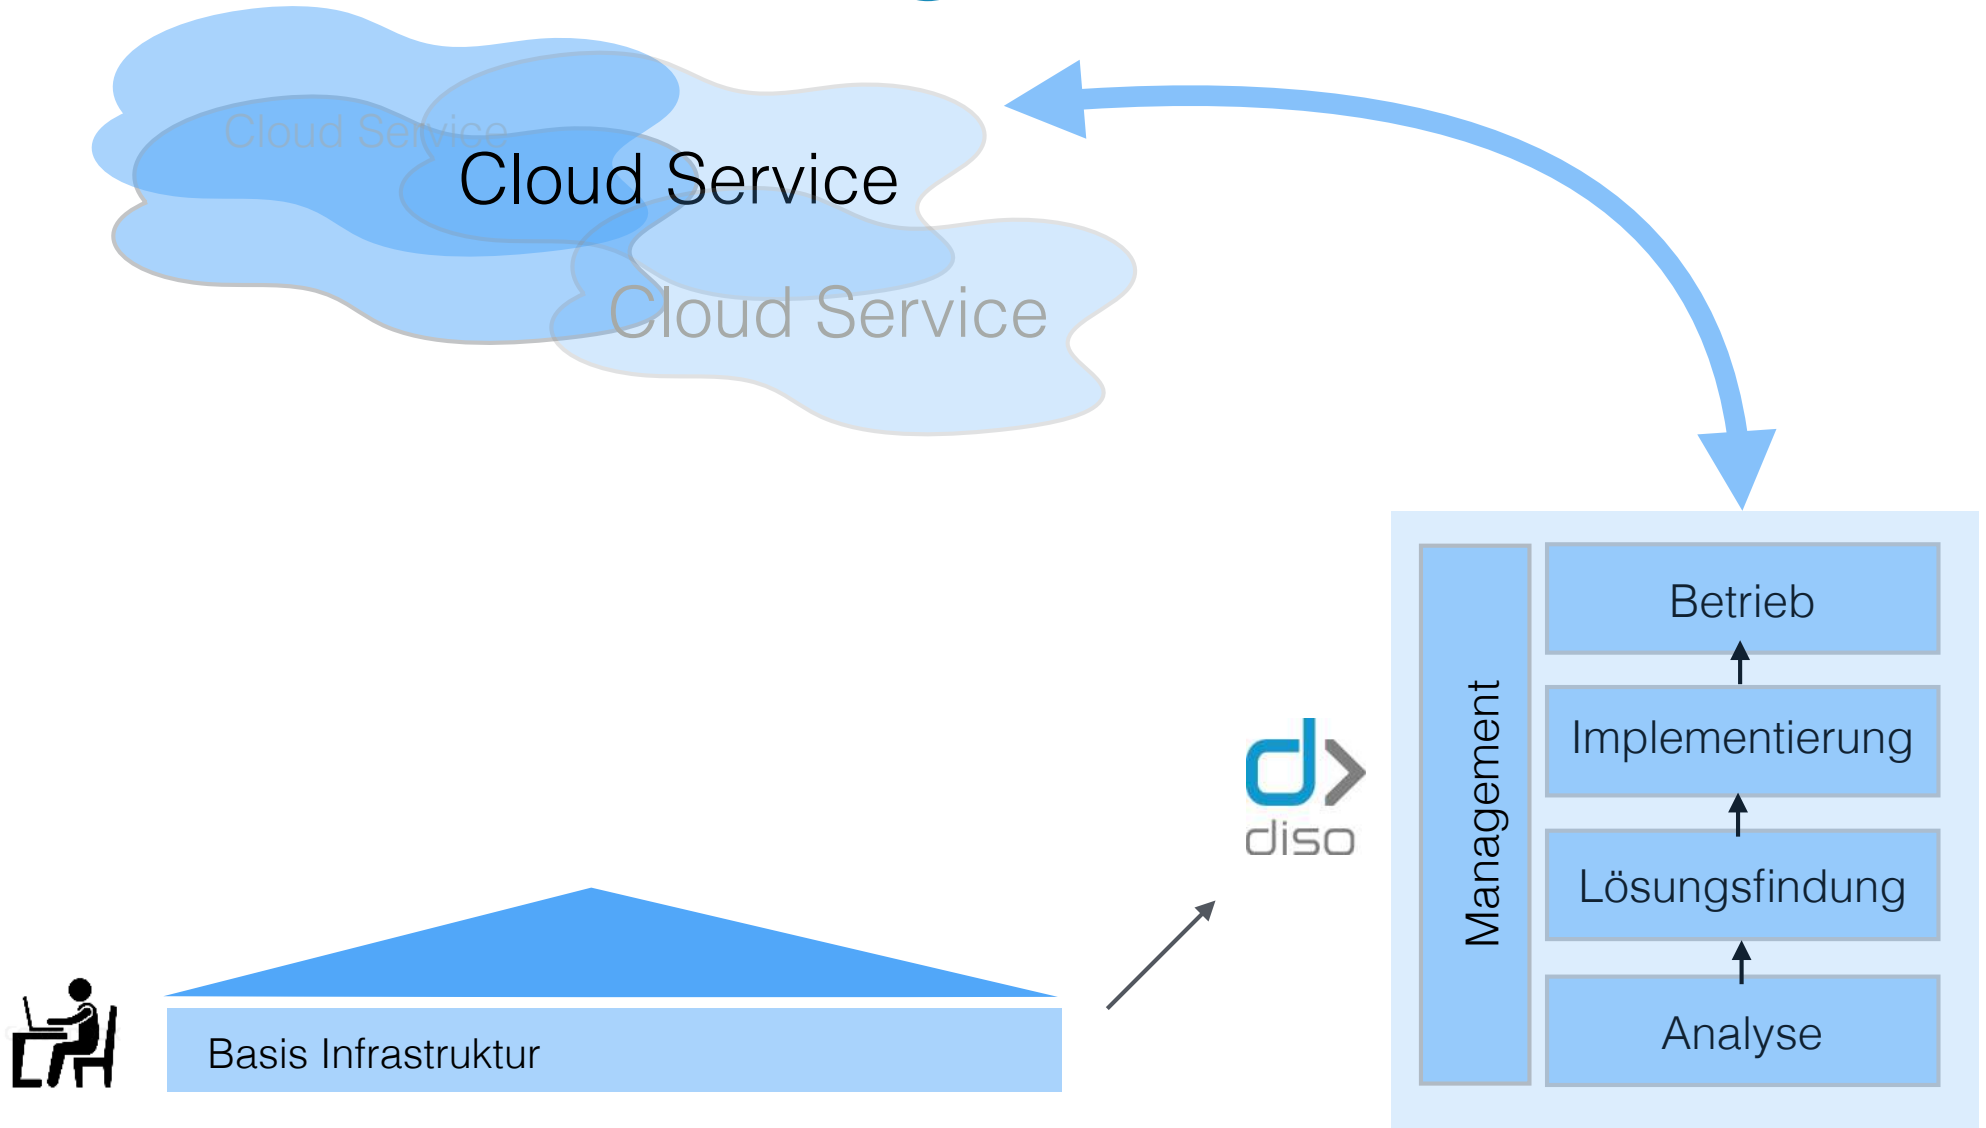 Cloud Service
Cloud Service
Cloud Service
Betrieb
Implementierung
Lösungsfindung
Analyse
Management
diso
Basis Infrastruktur